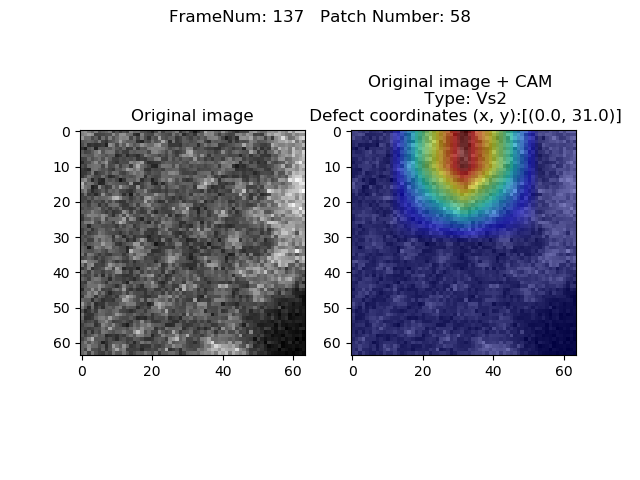 FrameNum: 137   Patch Number: 58
Original image
Original image + CAM
Type: Vs2
Defect coordinates (x, y):[(0.0, 31.0)]
0
10
20
30
40
50
60
0 20 40 60
0
10
20
30
40
50
60
0 20 40 60